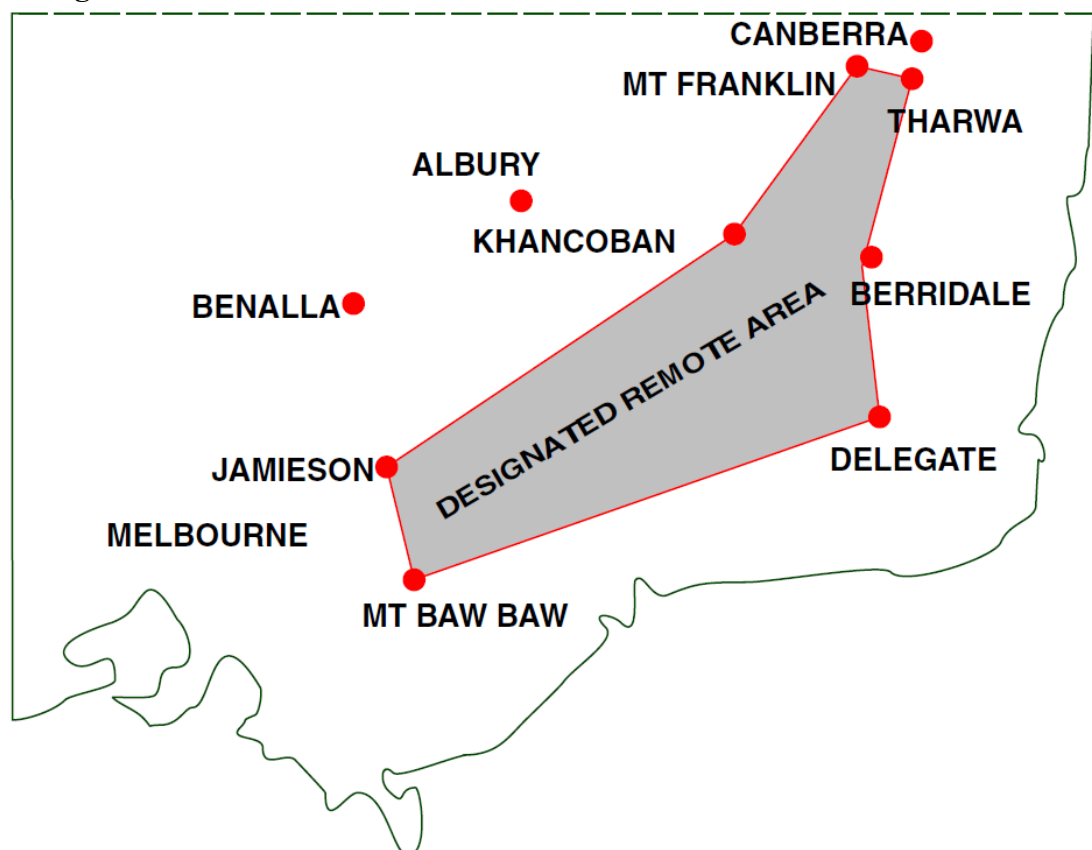 CANBERRA
MT FRANKLIN
THARWA
ALBURY
KHANCOBAN
BENALLA
BERRIDALE
DESIGNATED REMOTE AREA
JAMIESON
DELEGATE
MELBOURNE
MT BAW BAW